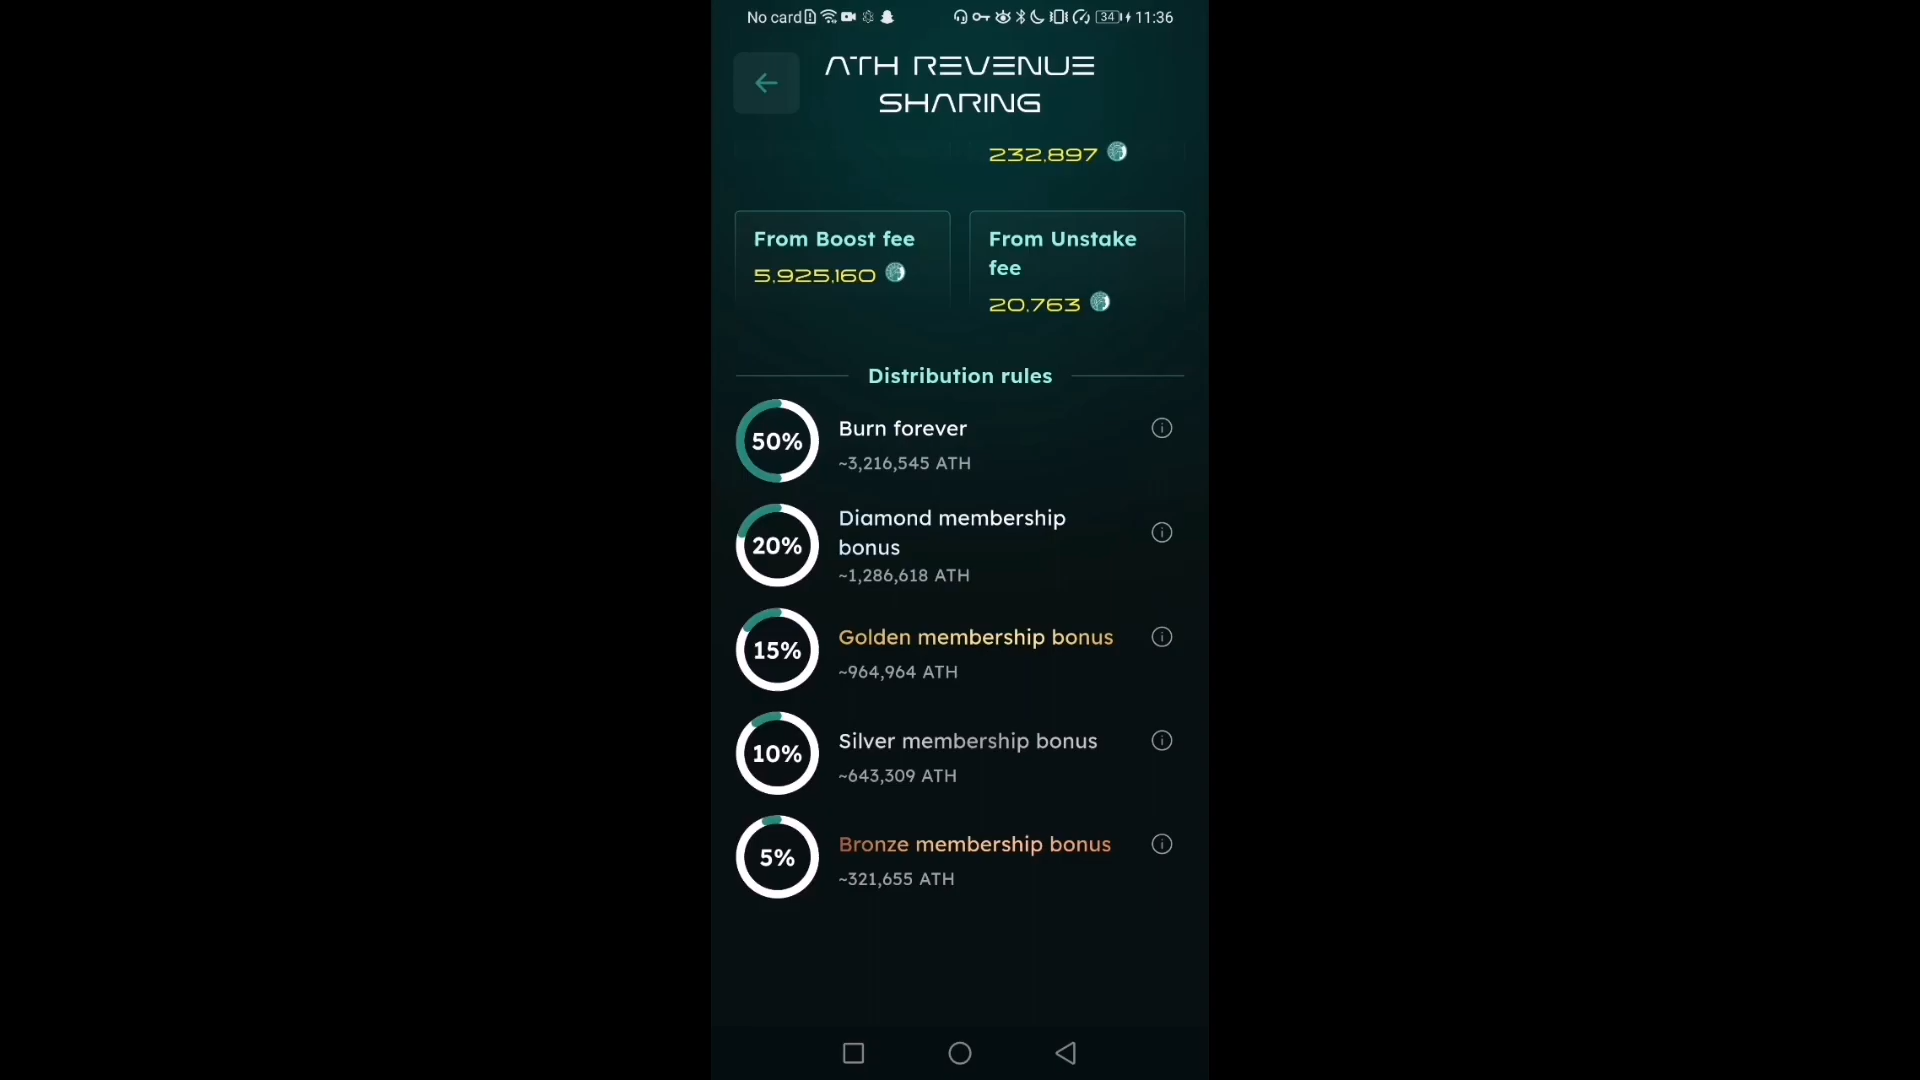 No card 34 11:36
ATH REVENUE
SHARING
232,897
From Boost fee
5,925,160
From Unstake
fee
20,763
Distribution rules
50%
Burn forever
~3,216,545 ATH
20%
Diamond membership
bonus
~1,286,618 ATH
15%
Golden membership bonus
~964,964 ATH
10%
Silver membership bonus
~643,309 ATH
5%
Bronze membership bonus
~321,655 ATH